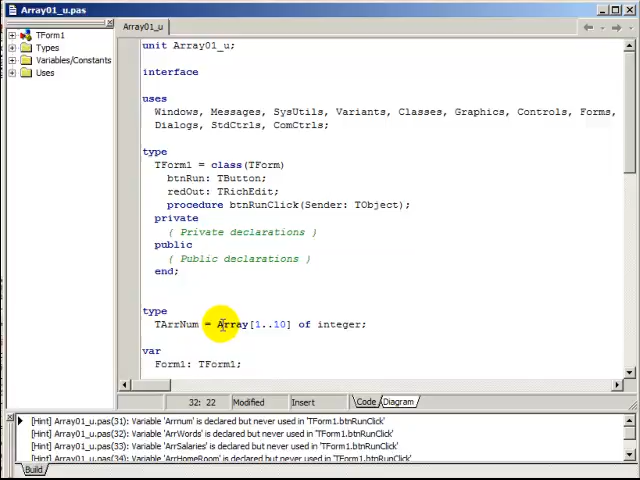 Array01_u.pas
TForm1
Types
Variables/Constants
Uses
Array01_u
unit Array01_u;
interface
uses
Windows, Messages, SysUtils, Variants, Classes, Graphics, Controls, Forms,
Dialogs, StdCtrls, ComCtrls;
type
TForm1 = class(TForm)
btnRun: TButton;
redOut: TRichEdit;
procedure btnRunClick(Sender: TObject);
private
{ Private declarations }
public
{ Public declarations }
end;
type
TArrNum = Array[1..10] of integer;
var
Form1: TForm1;
32: 22 Modified Insert Code Diagram
[Hint] Array01_u.pas(31): Variable 'Arrnum' is declared but never used in 'TForm1.btnRunClick'
[Hint] Array01_u.pas(32): Variable 'ArrWords' is declared but never used in 'TForm1.btnRunClick'
[Hint] Array01_u.pas(33): Variable 'ArrSalaries' is declared but never used in 'TForm1.btnRunClick'
[Hint] Array01_u.pas(34): Variable 'ArrHomeRoom' is declared but never used in 'TForm1.btnRunClick'
Build